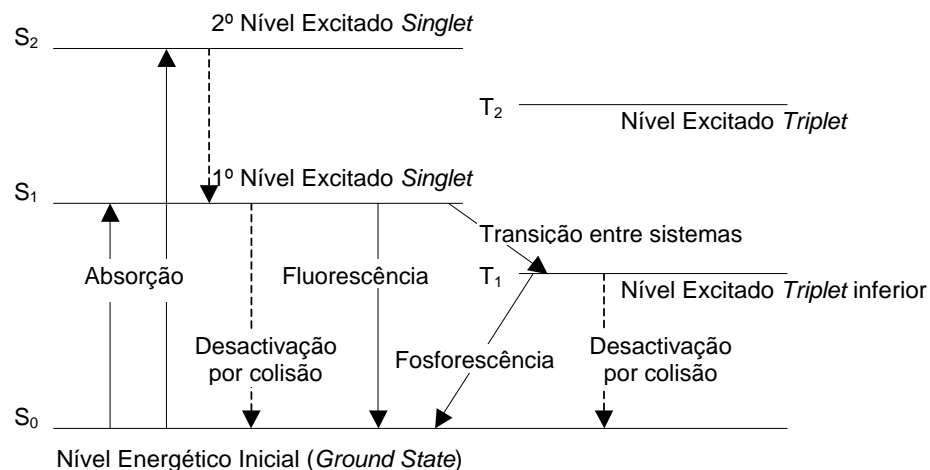 2º Nível Excitado Singlet
S2
T2
Nível Excitado Triplet
1º Nível Excitado Singlet
S1
Transição entre sistemas
Absorção
Fluorescência
T1
Nível Excitado Triplet inferior
Desactivação
por colisão
Fosforescência
Desactivação
por colisão
S0
Nível Energético Inicial (Ground State)